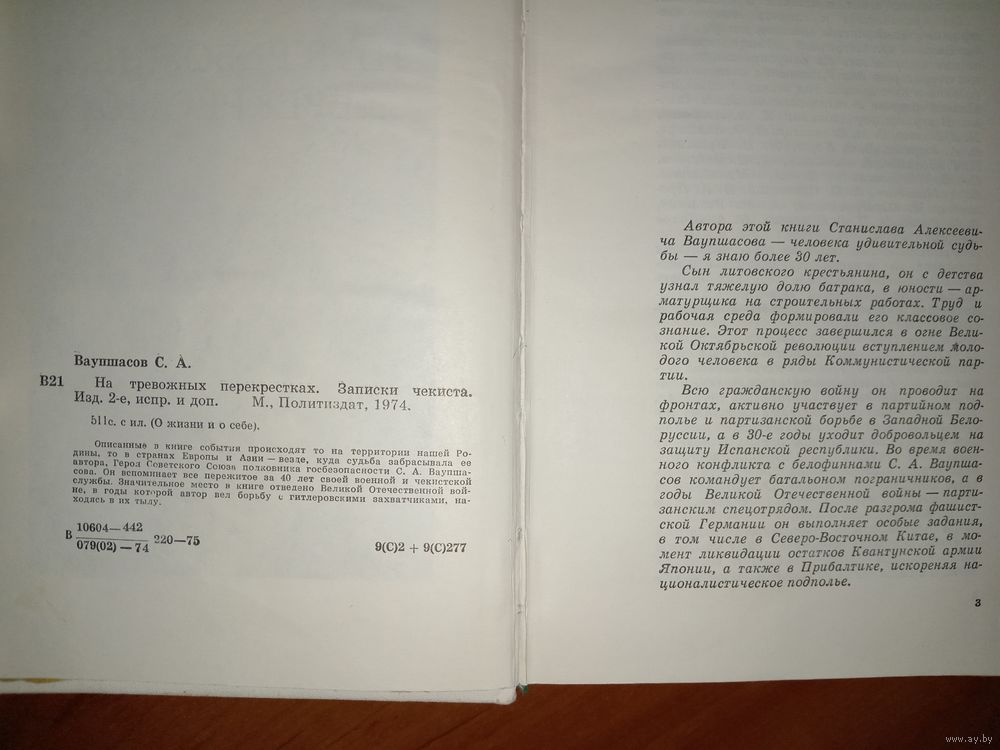 Ваупшасов С. А.
В21 На тревожных перекрестках. Записки чекиста.
Изд. 2-е, испр. и доп. М., Политиздат, 1974.
511с. с ил. (О жизни и о себе).
Описанные в книге события происходят то на территории нашей Ро-
дины, то в странах Европы и Азии — везде, куда судьба забрасывала ее
автора, Героя Советского Союза полковника госбезопасности С. А. Ваупша-
сова. Он вспоминает все пережитое за 40 лет своей военной и чекистской
службы. Значительное место в книге отведено Великой Отечественной вой-
не, в годы которой автор вел борьбу с гитлеровскими захватчиками, на-
ходясь в их тылу.
В 10604—442
079(02)—74 220—75 9(С)2 + 9(С)277
Автора этой книги Станислава Алексееви-
ча Ваупшасова — человека удивительной судь-
бы — я знаю более 30 лет.
Сын литовского крестьянина, он с детства
узнал тяжелую долю батрака, в юности — ар-
матурщика на строительных работах. Труд и
рабочая среда формировали его классовое со-
знание. Этот процесс завершился в огне Вели-
кой Октябрьской революции вступлением моло-
дого человека в ряды Коммунистической пар-
тии.
Всю гражданскую войну он проводит на
фронтах, активно участвует в партийном под-
полье и партизанской борьбе в Западной Бело-
руссии, а в 30-е годы уходит добровольцем на
защиту Испанской республики. Во время воен-
ного конфликта с белофиннами С. А. Ваупша-
сов командует батальоном пограничников, а в
годы Великой Отечественной войны — парти-
занским спецотрядом. После разгрома фашист-
ской Германии он выполняет особые задания,
в том числе в Северо-Восточном Китае, в мо-
мент ликвидации остатков Квантунской армии
Японии, а также в Прибалтике, искореняя на-
ционалистическое подполье.
3
www.ay.by